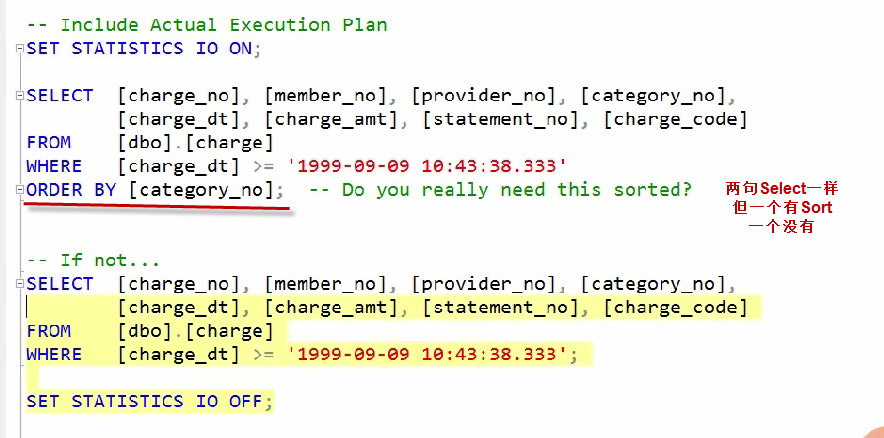 -- Include Actual Execution Plan
SET STATISTICS IO ON;
SELECT [charge_no], [member_no], [provider_no], [category_no],
[charge_dt], [charge_amt], [statement_no], [charge_code]
FROM [dbo].[charge]
WHERE [charge_dt] >= '1999-09-09 10:43:38.333'
ORDER BY [category_no]; -- Do you really need this sorted?
两句Select一样
但一个有Sort
一个没有
-- If not...
SELECT [charge_no], [member_no], [provider_no], [category_no],
[charge_dt], [charge_amt], [statement_no], [charge_code]
FROM [dbo].[charge]
WHERE [charge_dt] >= '1999-09-09 10:43:38.333';
SET STATISTICS IO OFF;